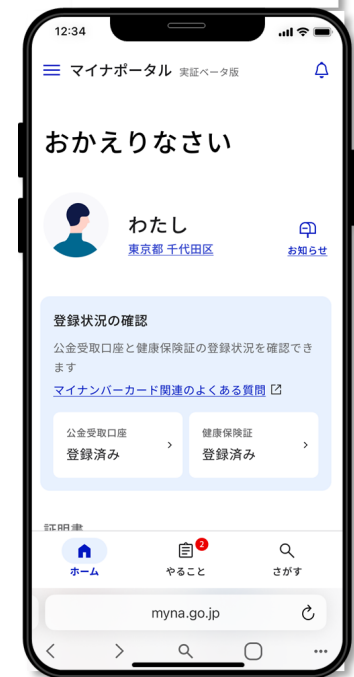 12:34
マイナポータル 実証ベータ版
おかえりなさい
わたし
東京都 千代田区
お知らせ
登録状況の確認
公金受取口座と健康保険証の登録状況を確認でき
ます
マイナンバーカード関連のよくある質問
公金受取口座
登録済み
健康保険証
登録済み
証明書
2
ホーム
やること
さがす
myna.go.jp